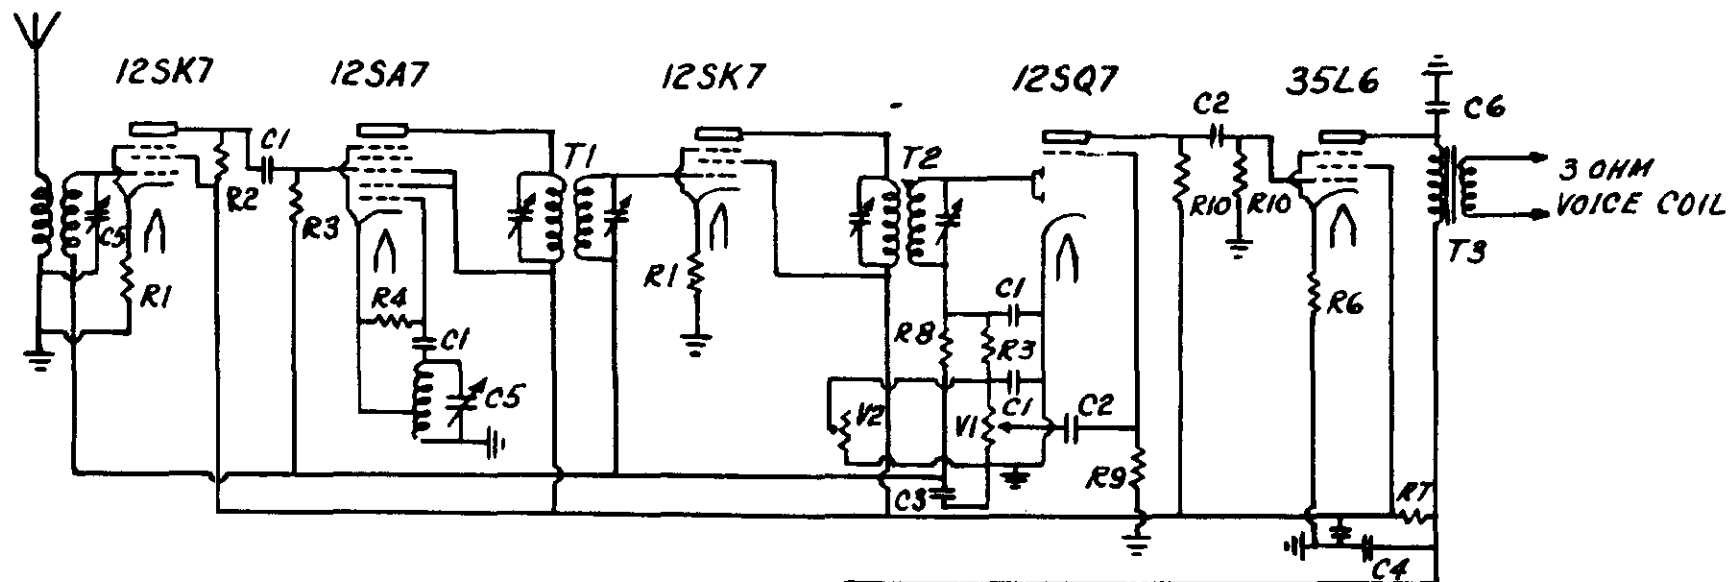 12SK7
12SA7
12SK7
12SQ7
35L6
C6
C2
C1
T1
T2
3 OHM
VOICE COIL
R2
R3
R10
R10
C5
T3
R1
R4
R1
C1
R6
C1
R8
R3
C5
V2
C1
V1
C2
R9
C3
R7
C4